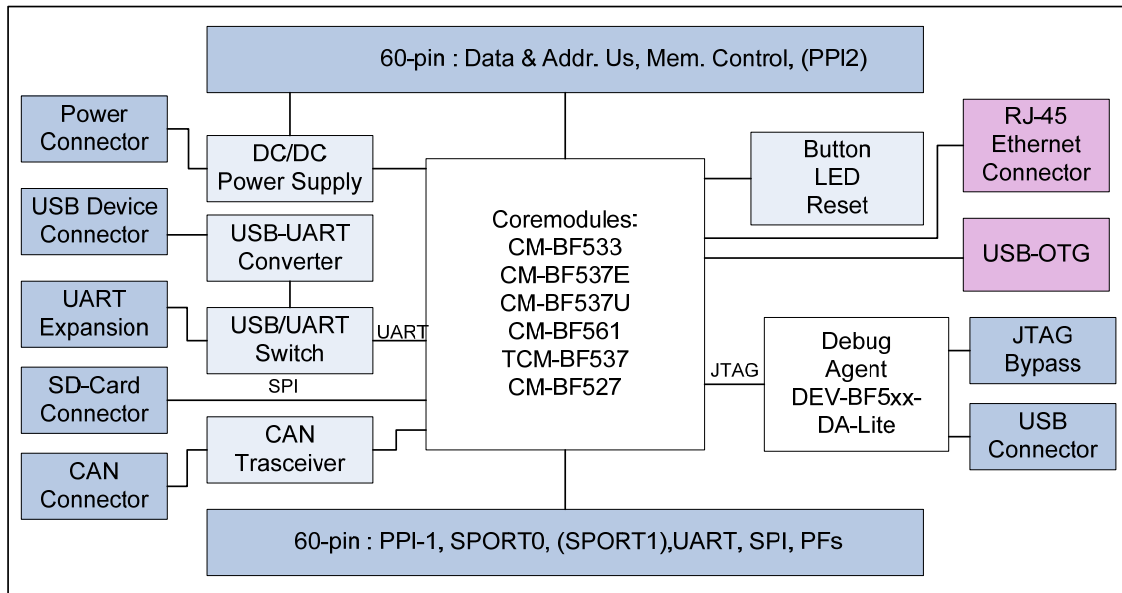 60-pin : Data & Addr. Us, Mem. Control, (PPI2)
Power
Connector
DC/DC
Power Supply
USB Device
Connector
USB-UART
Converter
UART
Expansion
USB/UART
Switch
UART
SD-Card
Connector
SPI
CAN
Connector
CAN
Trasceiver
Coremodules:
CM-BF533
CM-BF537E
CM-BF537U
CM-BF561
TCM-BF537
CM-BF527
Button
LED
Reset
RJ-45
Ethernet
Connector
USB-OTG
JTAG
Debug
Agent
DEV-BF5xx-
DA-Lite
JTAG
Bypass
USB
Connector
60-pin : PPI-1, SPORT0, (SPORT1),UART, SPI, PFs